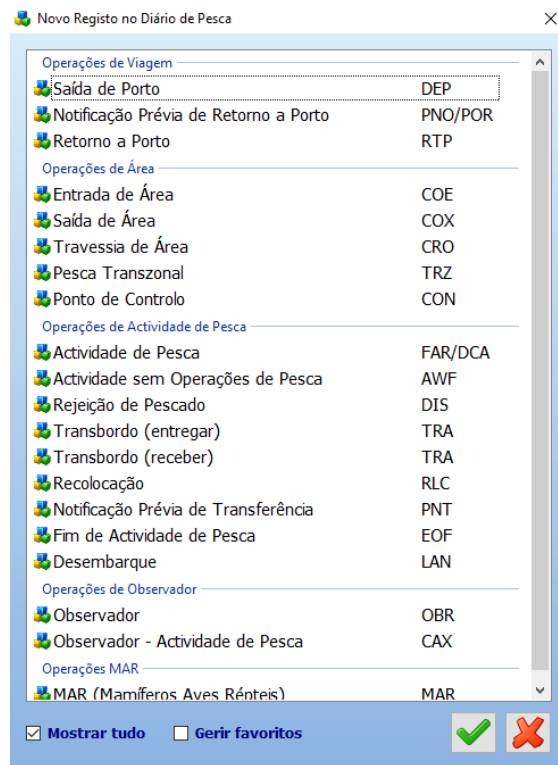 Novo Registo no Diário de Pesca
Operações de Viagem
Saída de Porto DEP
Notificação Prévia de Retorno a Porto PNO/POR
Retorno a Porto RTP
Operações de Área
Entrada de Área COE
Saída de Área COX
Travessia de Área CRO
Pesca Transzonal TRZ
Ponto de Controlo CON
Operações de Actividade de Pesca
Actividade de Pesca FAR/DCA
Actividade sem Operações de Pesca AWF
Rejeição de Pescado DIS
Transbordo (entregar) TRA
Transbordo (receber) TRA
Recolocação RLC
Notificação Prévia de Transferência PNT
Fim de Actividade de Pesca EOF
Desembarque LAN
Operações de Observador
Observador OBR
Observador - Actividade de Pesca CAX
Operações MAR
MAR (Mamíferos Aves Répteis) MAR
Mostrar tudo Gerir favoritos